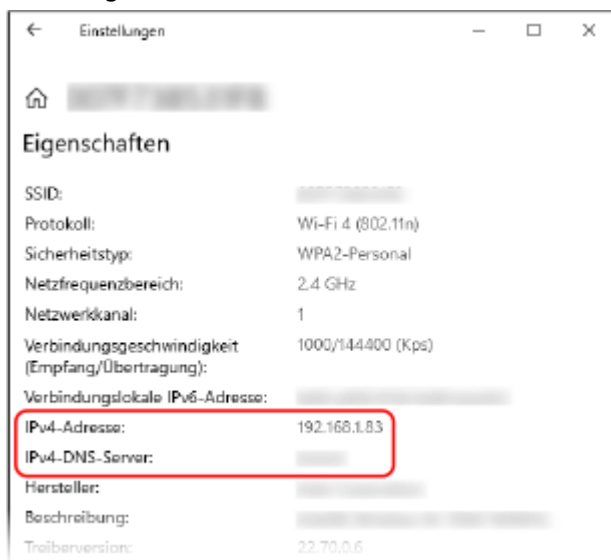 Einstellungen
Eigenschaften
SSID:
Protokoll: Wi-Fi 4 (802.11n)
Sicherheitstyp: WPA2-Personal
Netzfrequenzbereich: 2.4 GHz
Netzwerkkanal: 1
Verbindungsgeschwindigkeit 1000/144400 (Kps)
(Empfang/Übertragung):
Verbindungslokale IPv6-Adresse:
IPv4-Adresse: 192.168.1.83
IPv4-DNS-Server:
Hersteller:
Beschreibung:
Treiberversion: 22.70.0.6